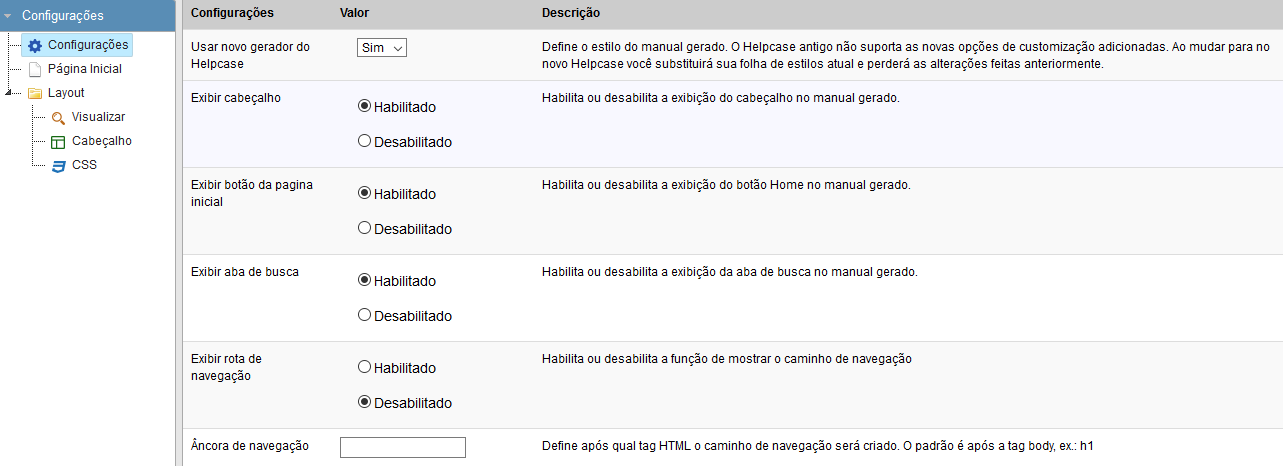 Configurações
Configurações
Página Inicial
Layout
Visualizar
Cabeçalho
CSS
Configurações Valor Descrição
Usar novo gerador do Sim Define o estilo do manual gerado. O Helpcase antigo não suporta as novas opções de customização adicionadas. Ao mudar para no
Helpcase novo Helpcase você substituirá sua folha de estilos atual e perderá as alterações feitas anteriormente.
Exibir cabeçalho Habilitado Habilita ou desabilita a exibição do cabeçalho no manual gerado.
Desabilitado
Exibir botão da pagina Habilitado Habilita ou desabilita a exibição do botão Home no manual gerado.
inicial
Desabilitado
Exibir aba de busca Habilitado Habilita ou desabilita a exibição da aba de busca no manual gerado.
Desabilitado
Exibir rota de Habilitado Habilita ou desabilita a função de mostrar o caminho de navegação
navegação
Desabilitado
Âncora de navegação Define após qual tag HTML o caminho de navegação será criado. O padrão é após a tag body, ex.: h1